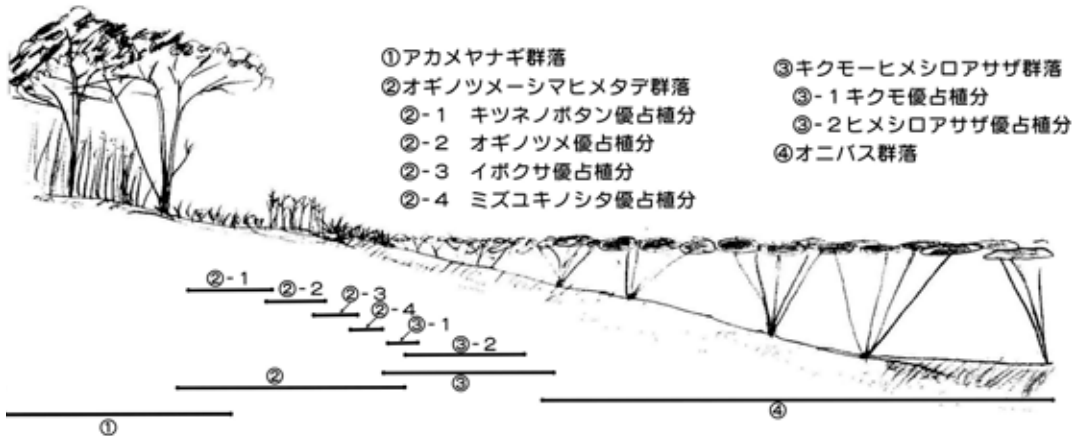 ①アカメヤナギ群落
②オギノツメーシマヒメタデ群落
②-1 キツネノボタン優占植分
②-2 オギノツメ優占植分
②-3 イボクサ優占植分
②-4 ミズユキノシタ優占植分
③キクモーヒメシロアサザ群落
③-1キクモ優占植分
③-2ヒメシロアサザ優占植分
④オニバス群落
②-1
②-2
②-3
②-4
③-1
③-2
③
②
④
①